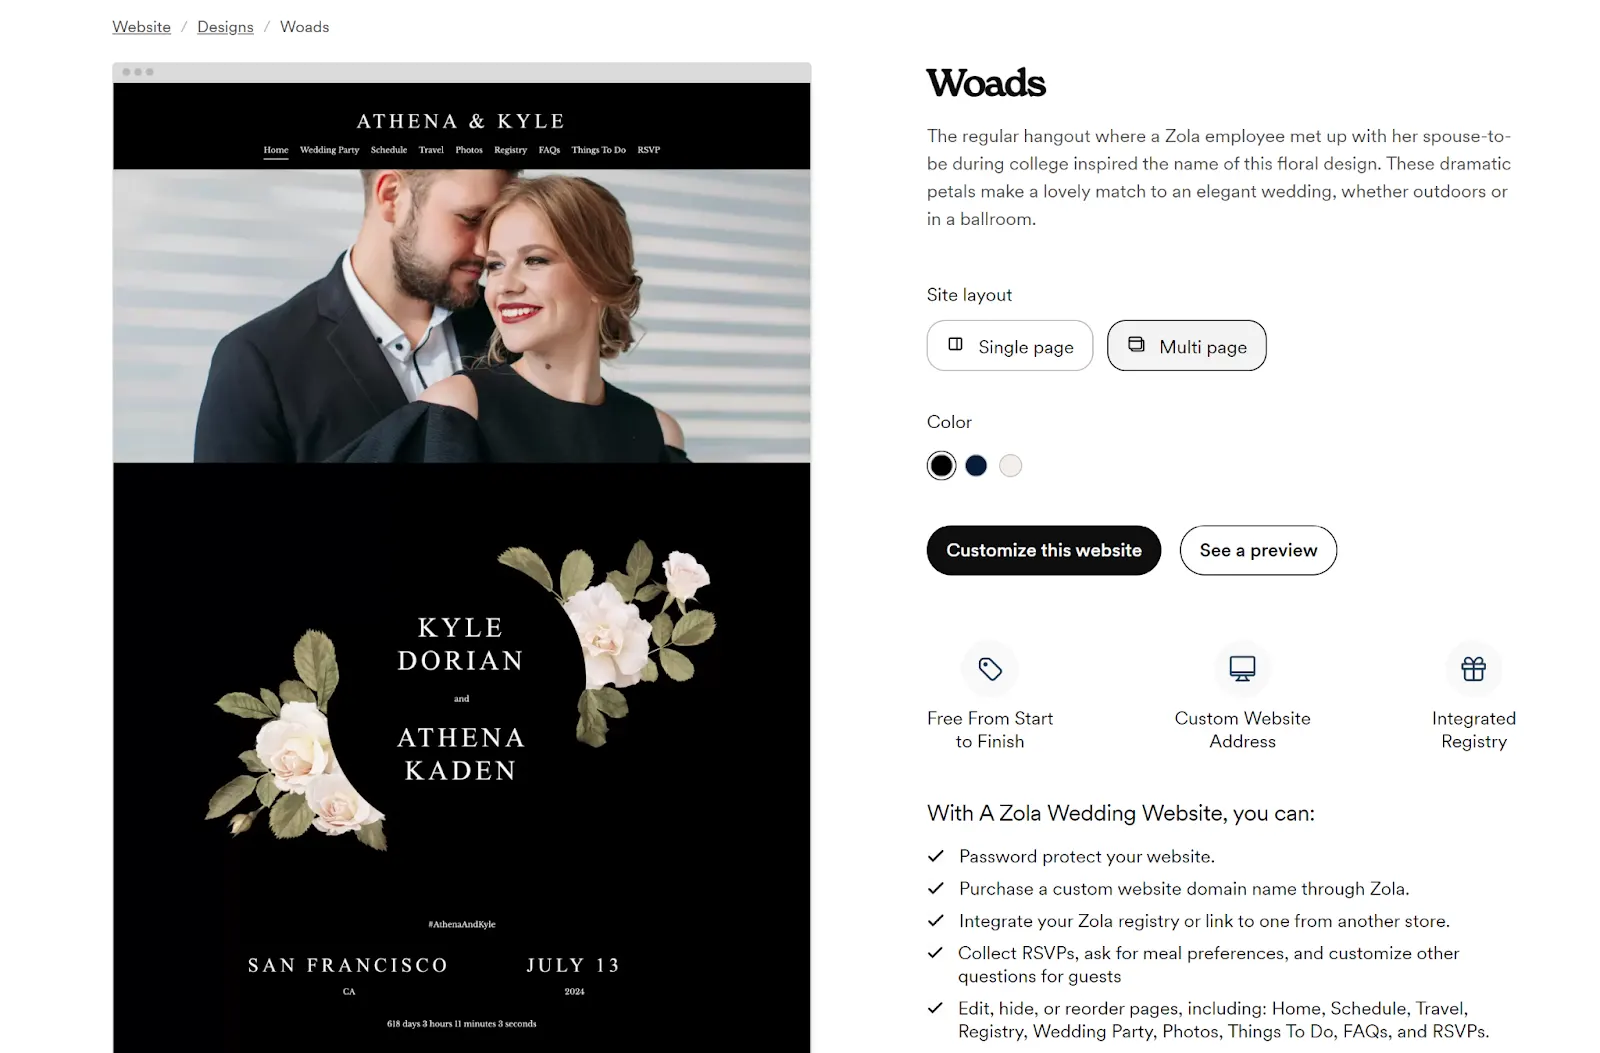 Website / Designs / Woads
ATHENA & KYLE
Home Wedding Party Schedule Travel Photos Registry FAQs Things To Do RSVP
KYLE
DORIAN
and
ATHENA
KADEN
#AthenaAndKyle
SAN FRANCISCO
CA
JULY 13
2024
618 days 3 hours 11 minutes 3 seconds
Woads
The regular hangout where a Zola employee met up with her spouse-to-
be during college inspired the name of this floral design. These dramatic
petals make a lovely match to an elegant wedding, whether outdoors or
in a ballroom.
Site layout
Single page
Multi page
Color
Customize this website
See a preview
Free From Start
to Finish
Custom Website
Address
Integrated
Registry
With A Zola Wedding Website, you can:
Password protect your website.
Purchase a custom website domain name through Zola.
Integrate your Zola registry or link to one from another store.
Collect RSVPs, ask for meal preferences, and customize other
questions for guests
Edit, hide, or reorder pages, including: Home, Schedule, Travel,
Registry, Wedding Party, Photos, Things To Do, FAQs, and RSVPs.